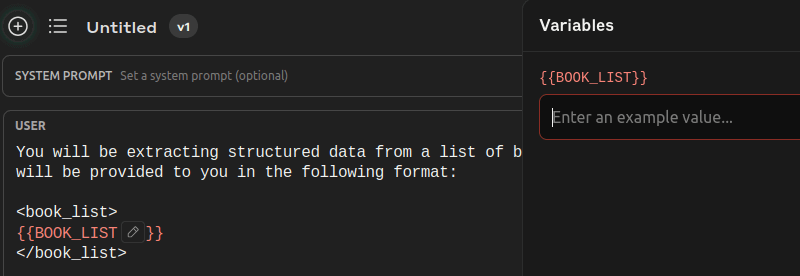 Untitled v1
SYSTEM PROMPT Set a system prompt (optional)
USER
You will be extracting structured data from a list of b
will be provided to you in the following format:
<book_list>
{{BOOK_LIST}}
</book_list>
Variables
{{BOOK_LIST}}
Enter an example value...